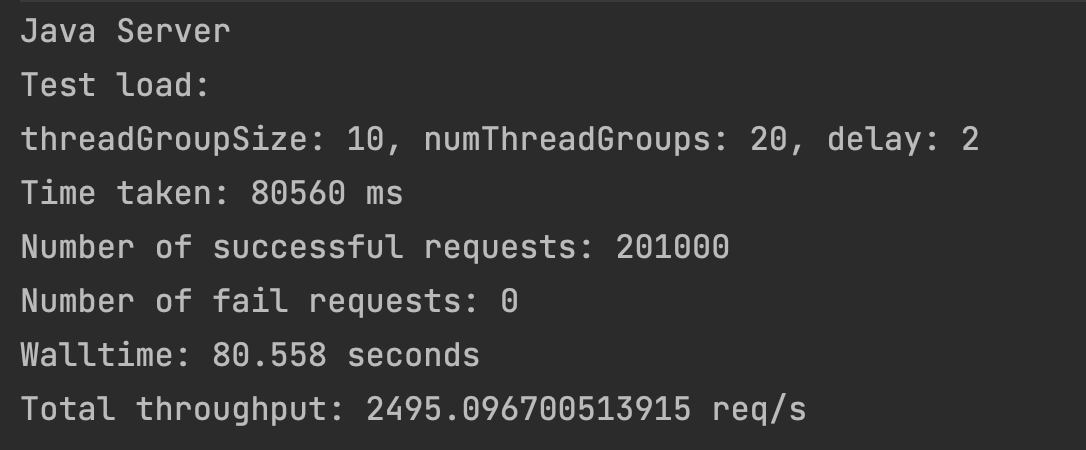 Java Server
Test load:
threadGroupSize: 10, numThreadGroups: 20, delay: 2
Time taken: 80560 ms
Number of successful requests: 201000
Number of fail requests: 0
Walltime: 80.558 seconds
Total throughput: 2495.096700513915 req/s